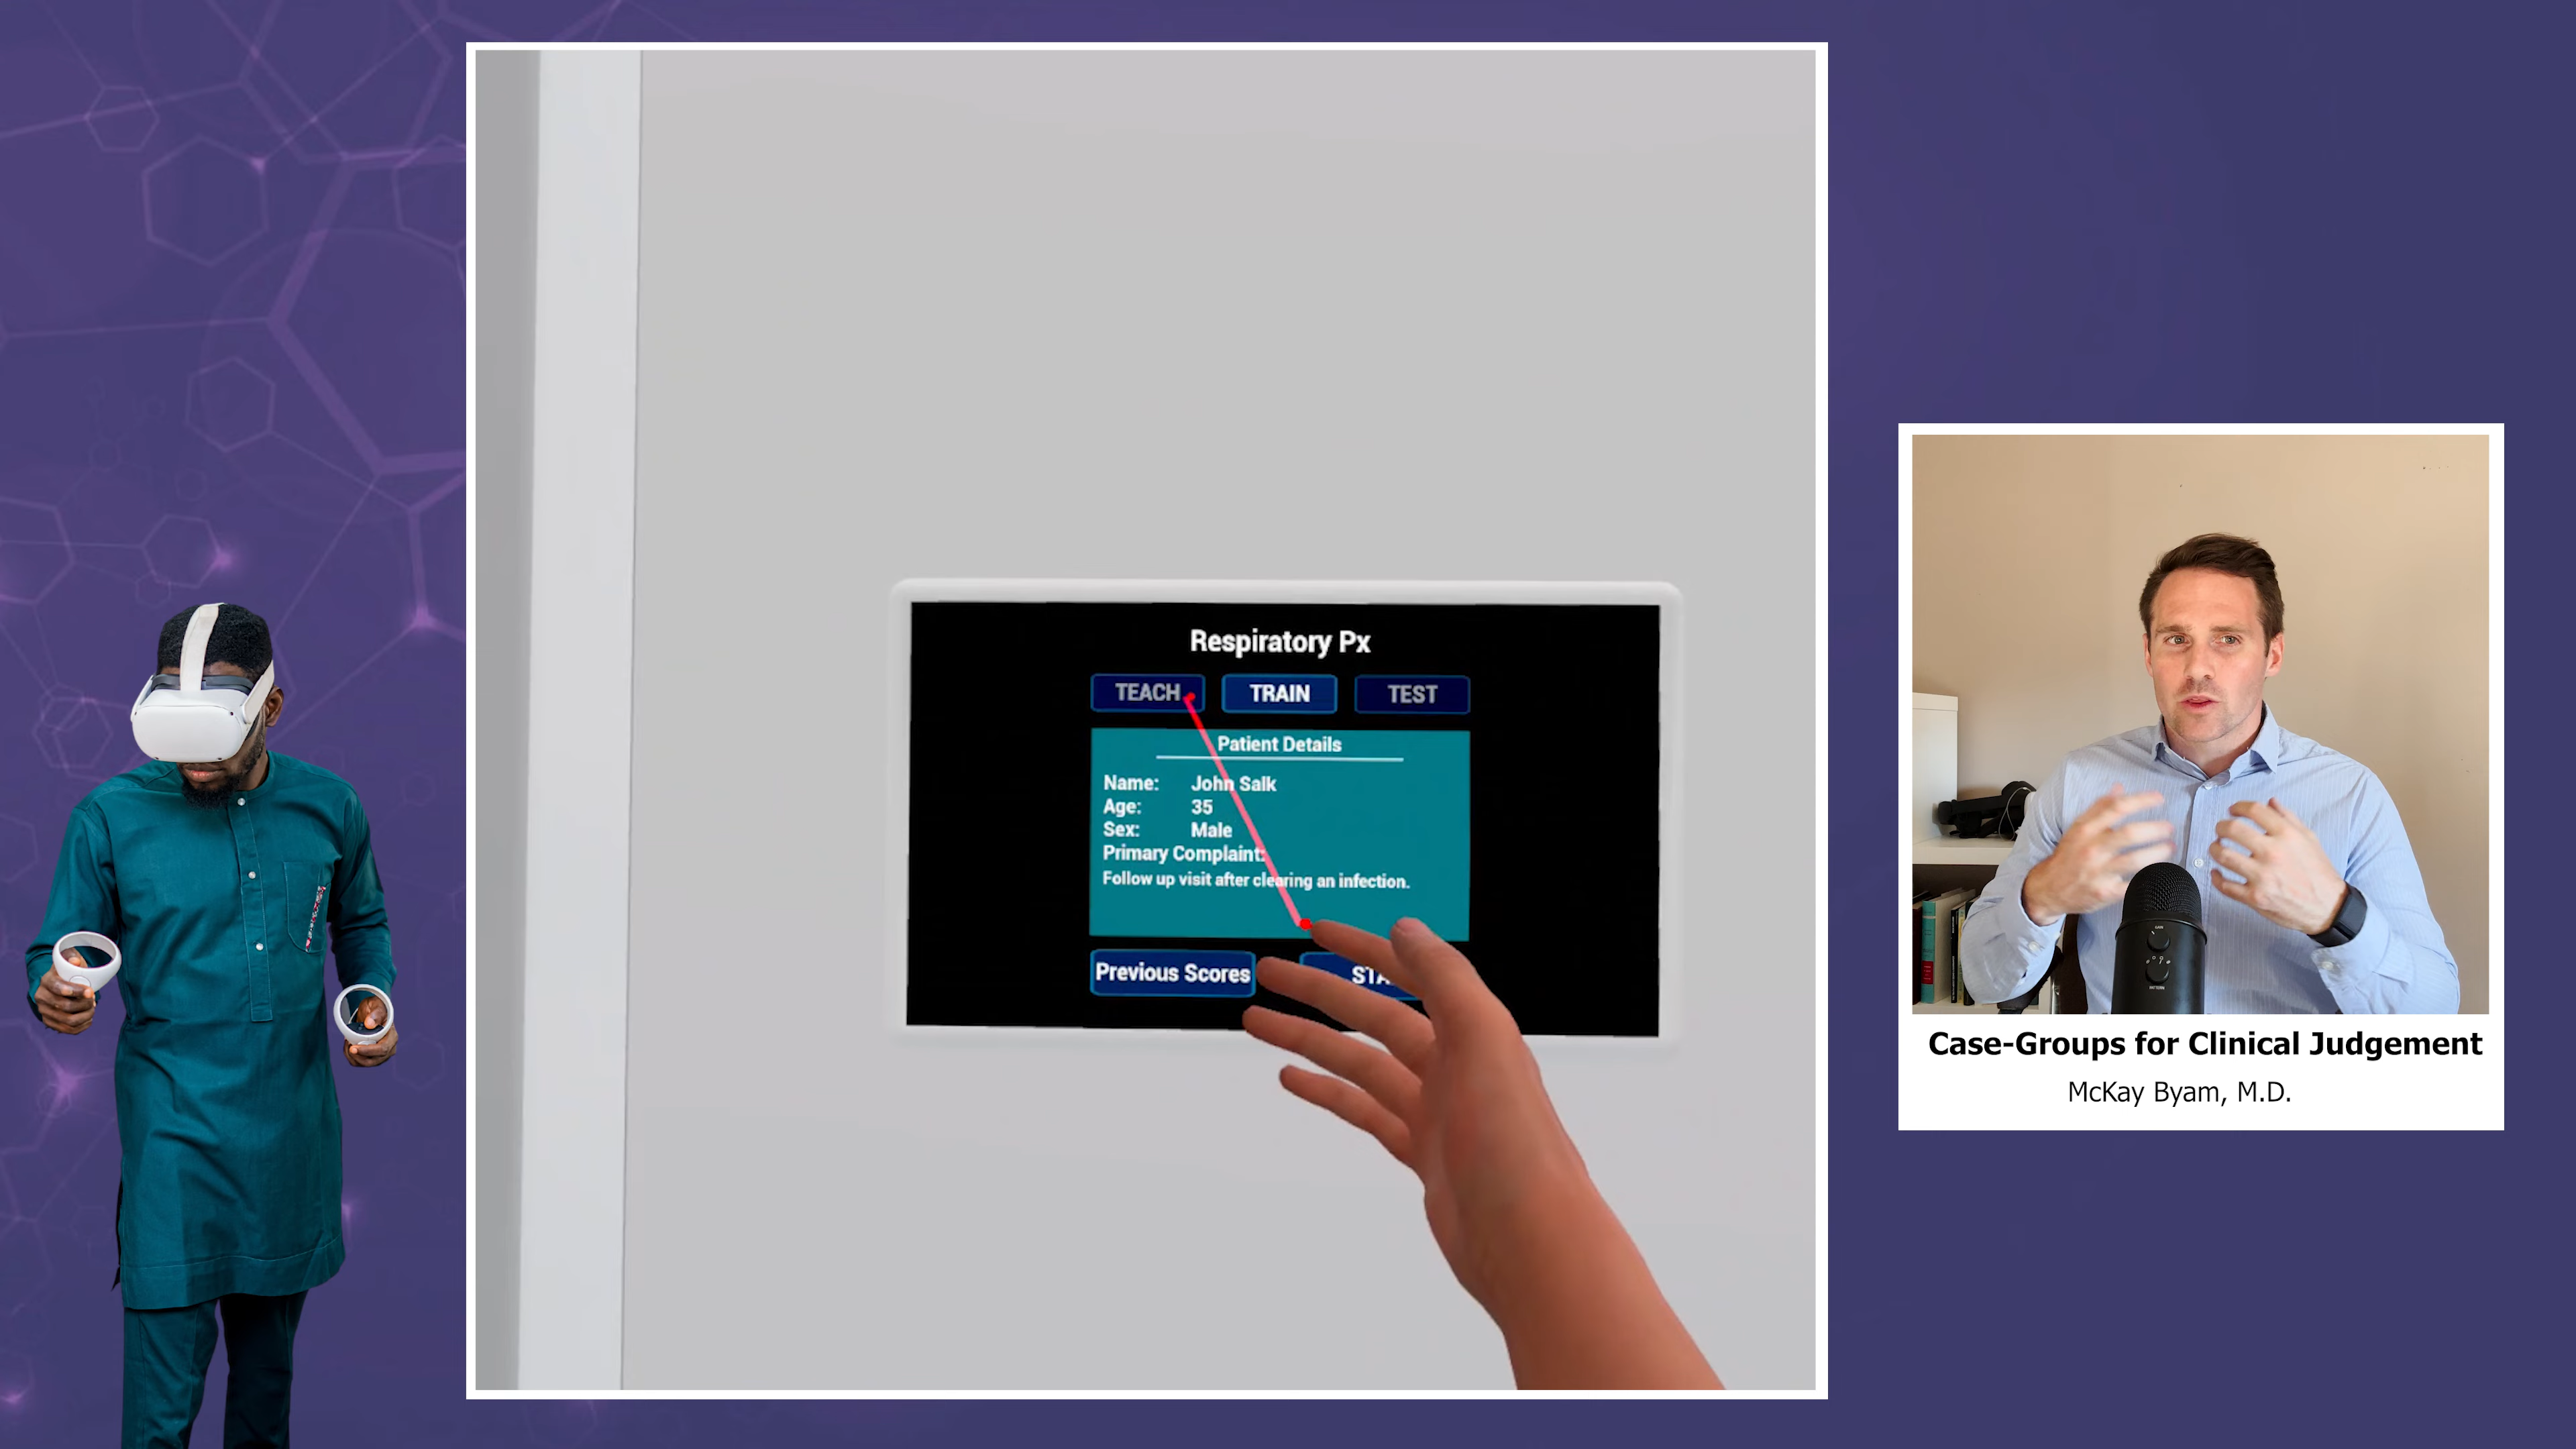 Respiratory Px
TEACH TRAIN TEST
Patient Details
Name: John Salk
Age: 35
Sex: Male
Primary Complaint:
Follow up visit after clearing an infection.
Previous Scores
Case-Groups for Clinical Judgement
McKay Byam, M.D.